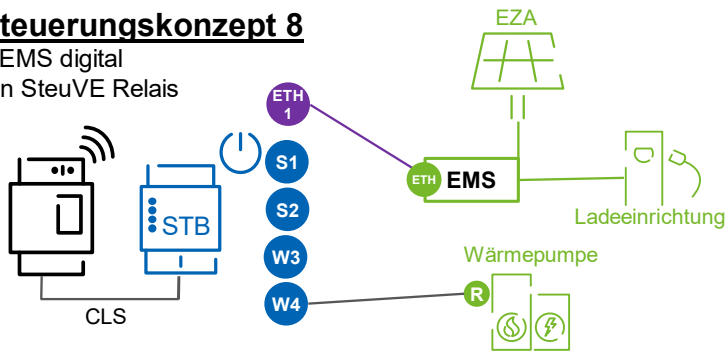 teuerungskonzept 8
EMS digital
n SteuVE Relais
EZA
ETH
1
S1
S2
W3
W4
STB
CLS
ETH
EMS
Ladeeinrichtung
Wärmepumpe
R